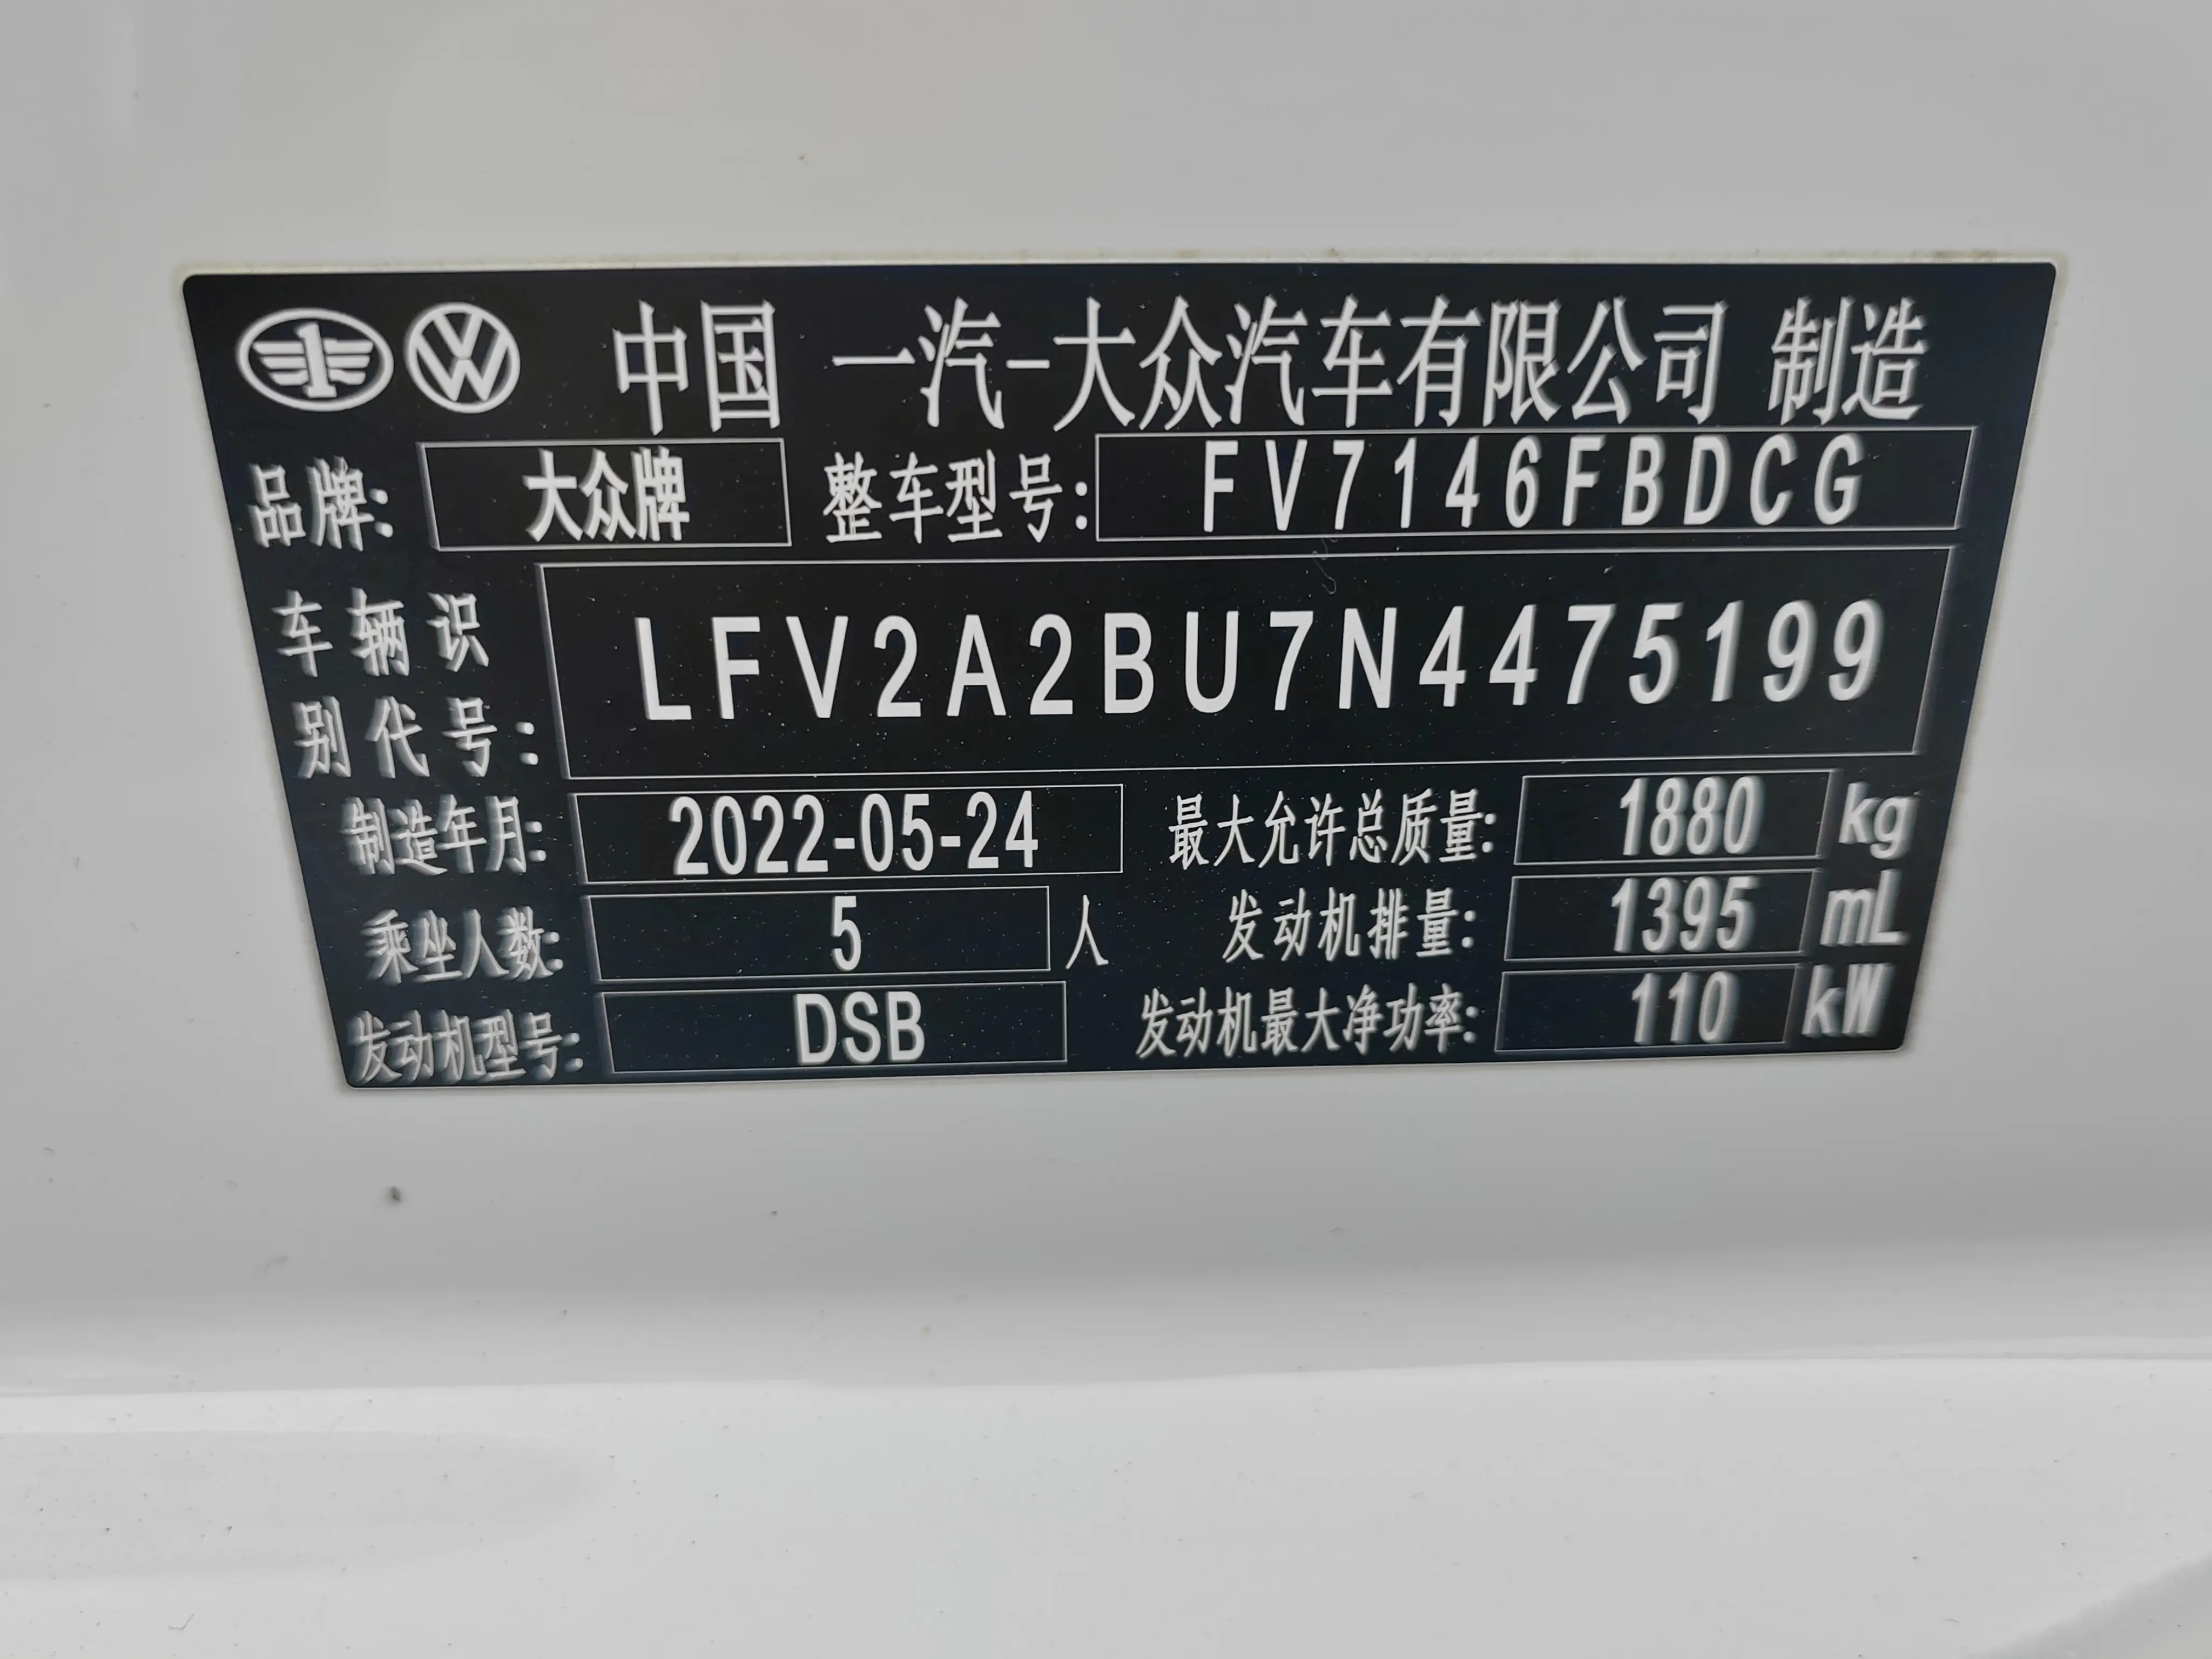 中国 一汽-大众汽车有限公司 制造
品牌: 大众牌 整车型号: FV7146FBDCG
车辆识别代号: LFV2A2BU7N4475199
制造年月: 2022-05-24 最大允许总质量: 1880 kg
乘坐人数: 5 人 发动机排量: 1395 mL
发动机型号: DSB 发动机最大净功率: 110 kW